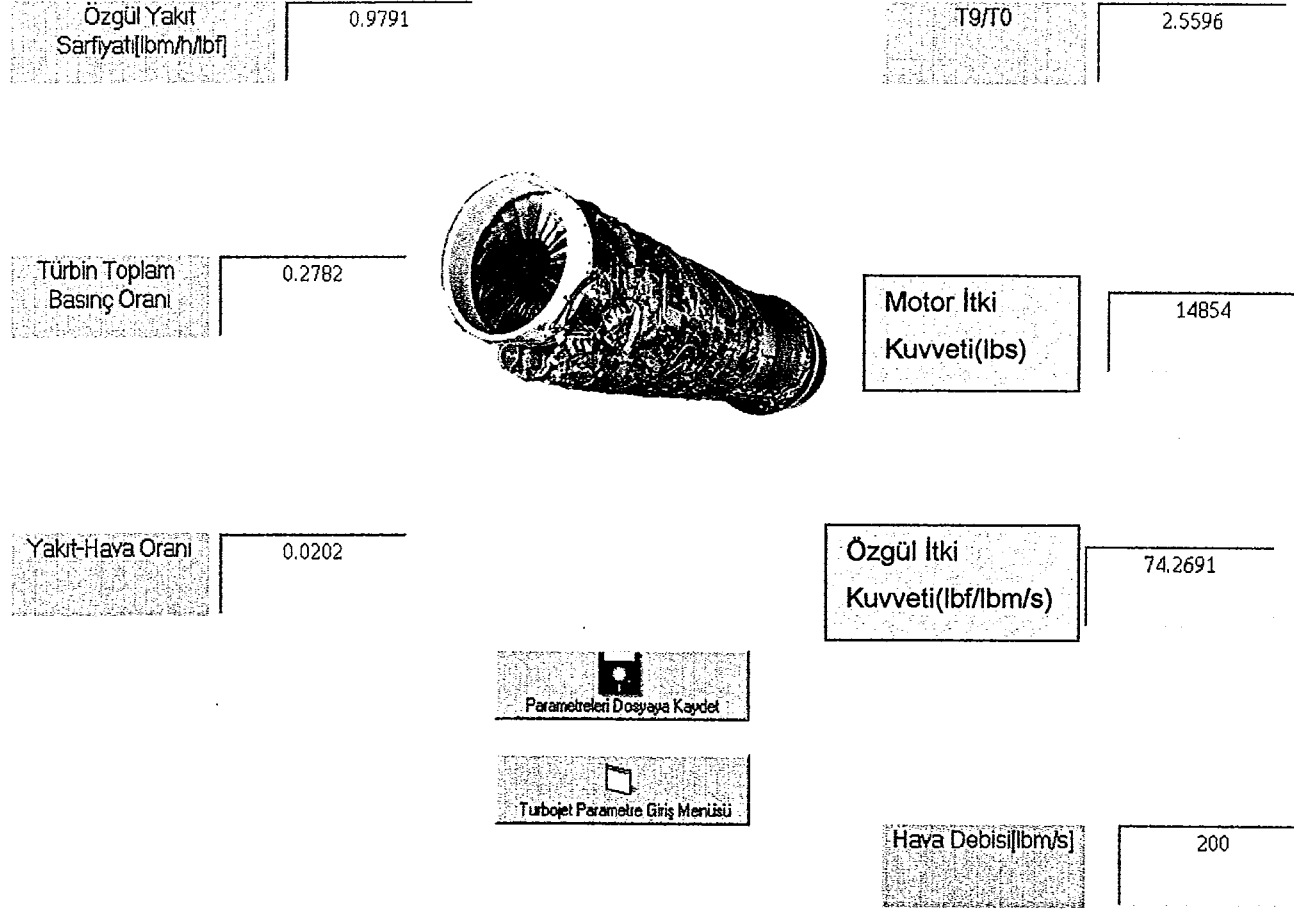 Özgül Yakıt
Sarfiyatı[lbm/h/lbf]
0.9791
T9/T0
2.5596
Türbin Toplam
Basınç Oranı
0.2782
Motor İtki
Kuvveti(lbs)
14854
Yakıt-Hava Oranı
0.0202
Özgül İtki
Kuvveti(lbf/lbm/s)
74.2691
Parametreleri Dosyaya Kaydet
Turbojet Parametre Giriş Menüsü
Hava Debisi[lbm/s]
200